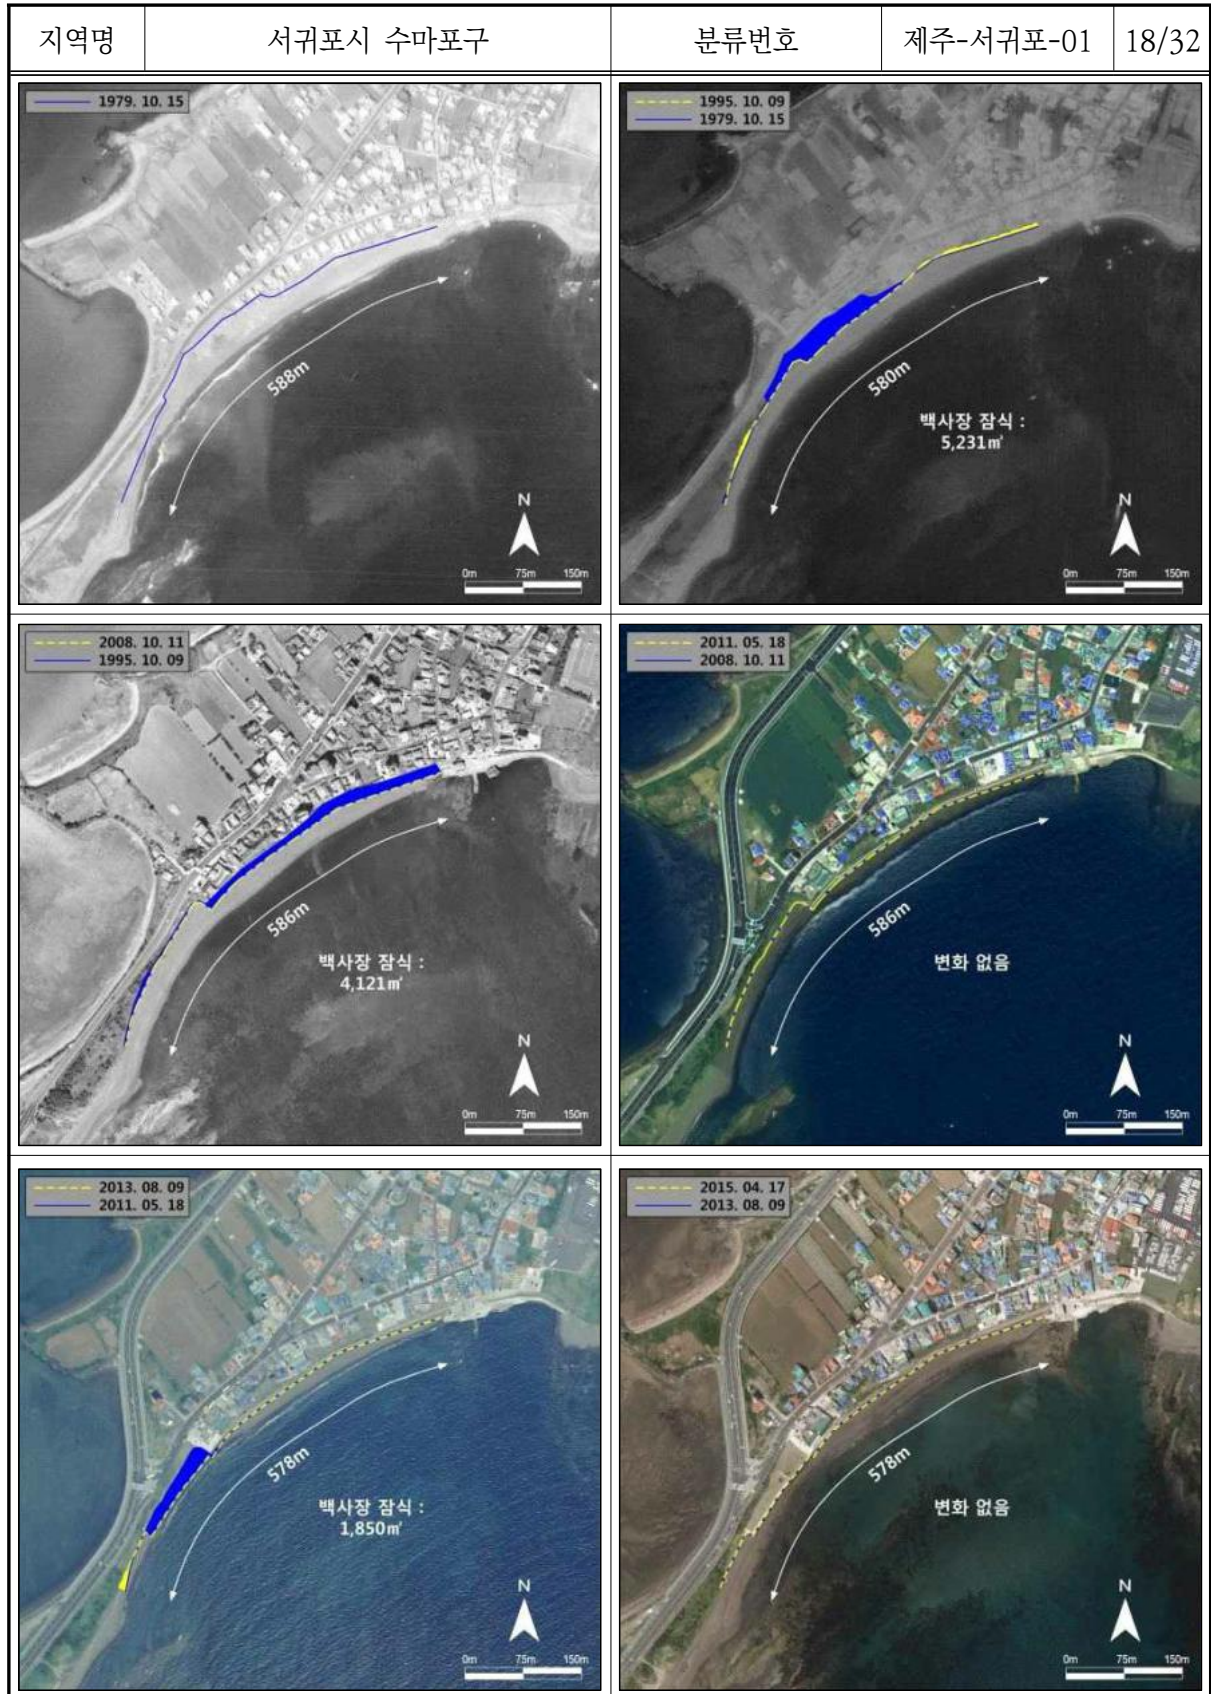 지역명 서귀포시 수마포구 분류번호 제주-서귀포-01 18/32
1979. 10. 15
588m
N
0m 75m 150m
1995. 10. 09
1979. 10. 15
580m
백사장 잠식 :
5,231㎡
N
0m 75m 150m
2008. 10. 11
1995. 10. 09
586m
백사장 잠식 :
4,121㎡
N
0m 75m 150m
2011. 05. 18
2008. 10. 11
586m
변화 없음
N
0m 75m 150m
2013. 08. 09
2011. 05. 18
578m
백사장 잠식 :
1,850㎡
N
0m 75m 150m
2015. 04. 17
2013. 08. 09
578m
변화 없음
N
0m 75m 150m